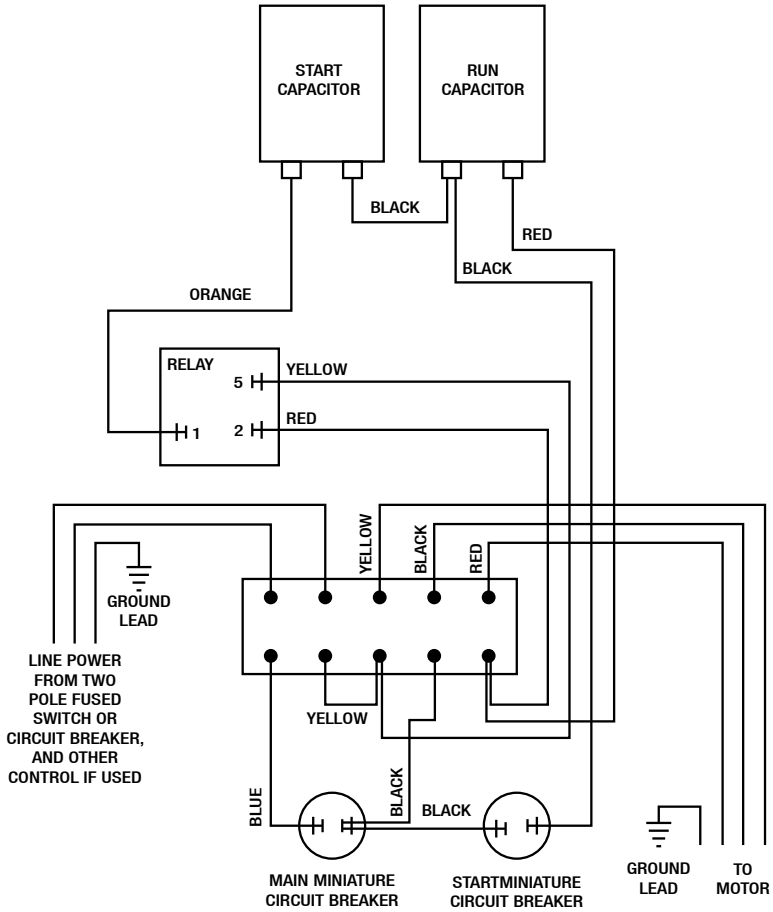 START
CAPACITOR
RUN
CAPACITOR
BLACK
RED
BLACK
ORANGE
RELAY
5
YELLOW
1
2
RED
YELLOW
BLACK
RED
GROUND
LEAD
LINE POWER
FROM TWO
POLE FUSED
SWITCH OR
CIRCUIT BREAKER,
AND OTHER
CONTROL IF USED
YELLOW
BLUE
BLACK
BLACK
MAIN MINIATURE
CIRCUIT BREAKER
STARTMINIATURE
CIRCUIT BREAKER
GROUND
LEAD
TO
MOTOR